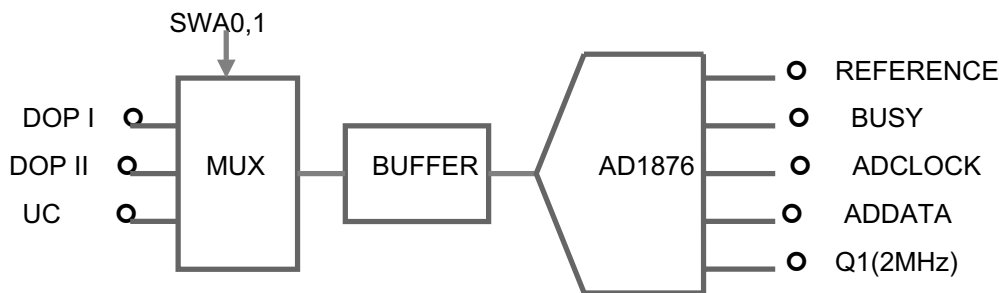 SWA0,1
DOP I
DOP II
UC
MUX
BUFFER
AD1876
REFERENCE
BUSY
ADCLOCK
ADDATA
Q1(2MHz)